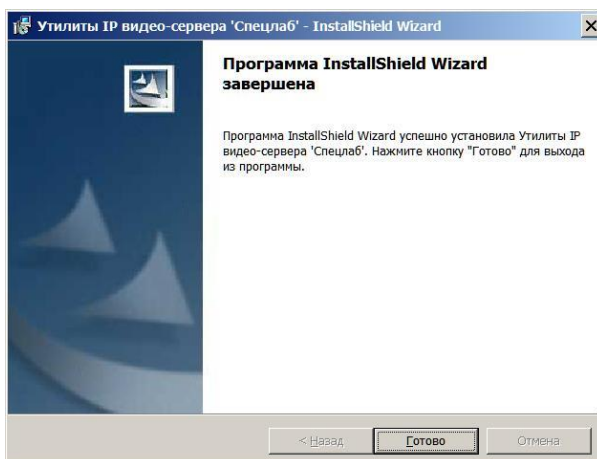 Утилиты IP видео-сервера 'Спецлаб' - InstallShield Wizard
Программа InstallShield Wizard
завершена
Программа InstallShield Wizard успешно установила Утилиты IP
видео-сервера 'Спецлаб'. Нажмите кнопку "Готово" для выхода
из программы.
< Назад
Готово
Отмена